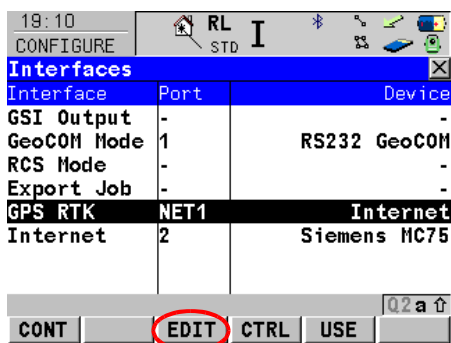 19:10
CONFIGURE
RL
STD
I
Interfaces
Interface Port Device
GSI Output - -
GeoCOM Mode 1 RS232 GeoCOM
RCS Mode - -
Export Job - -
GPS RTK NET1 Internet
Internet 2 Siemens MC75
Q2 a ⇧
CONT EDIT CTRL USE